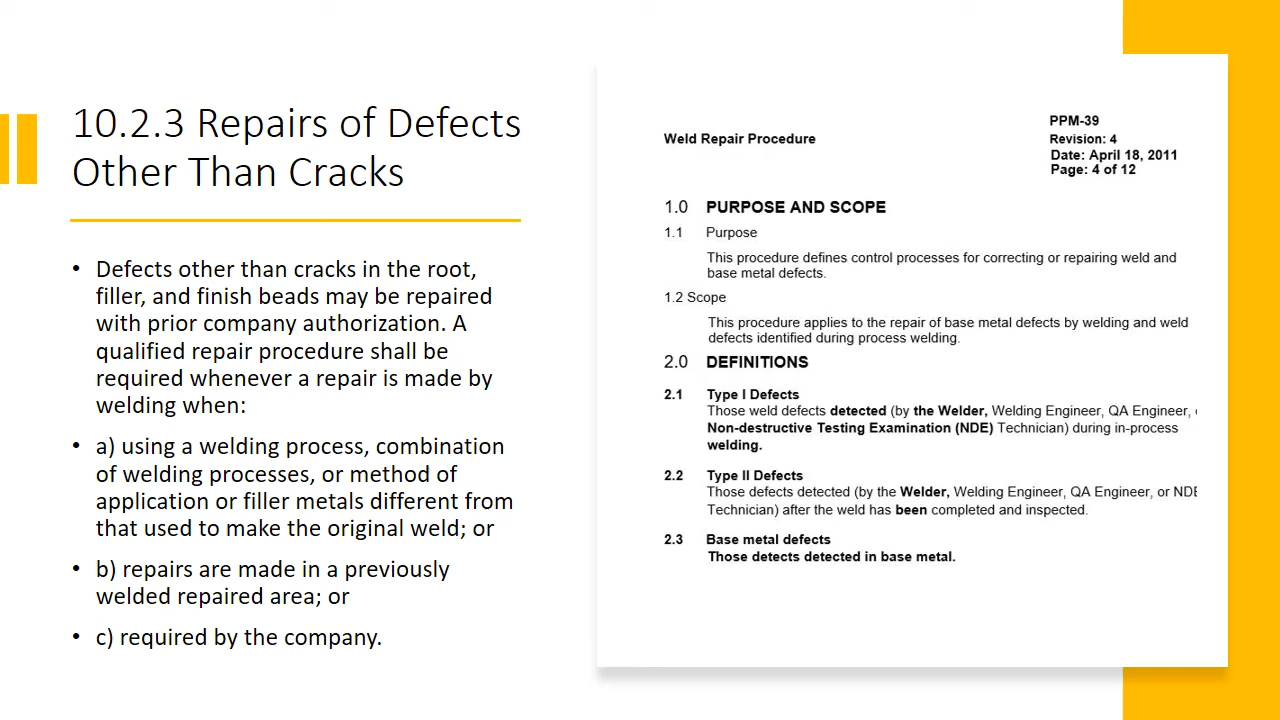 10.2.3 Repairs of Defects
Other Than Cracks
• Defects other than cracks in the root,
filler, and finish beads may be repaired
with prior company authorization. A
qualified repair procedure shall be
required whenever a repair is made by
welding when:
• a) using a welding process, combination
of welding processes, or method of
application or filler metals different from
that used to make the original weld; or
• b) repairs are made in a previously
welded repaired area; or
• c) required by the company.
Weld Repair Procedure
PPM-39
Revision: 4
Date: April 18, 2011
Page: 4 of 12
1.0 PURPOSE AND SCOPE
1.1 Purpose
This procedure defines control processes for correcting or repairing weld and
base metal defects.
1.2 Scope
This procedure applies to the repair of base metal defects by welding and weld
defects identified during process welding.
2.0 DEFINITIONS
2.1 Type I Defects
Those weld defects detected (by the Welder, Welding Engineer, QA Engineer,
Non-destructive Testing Examination (NDE) Technician) during in-process
welding.
2.2 Type II Defects
Those defects detected (by the Welder, Welding Engineer, QA Engineer, or NDE
Technician) after the weld has been completed and inspected.
2.3 Base metal defects
Those detects detected in base metal.